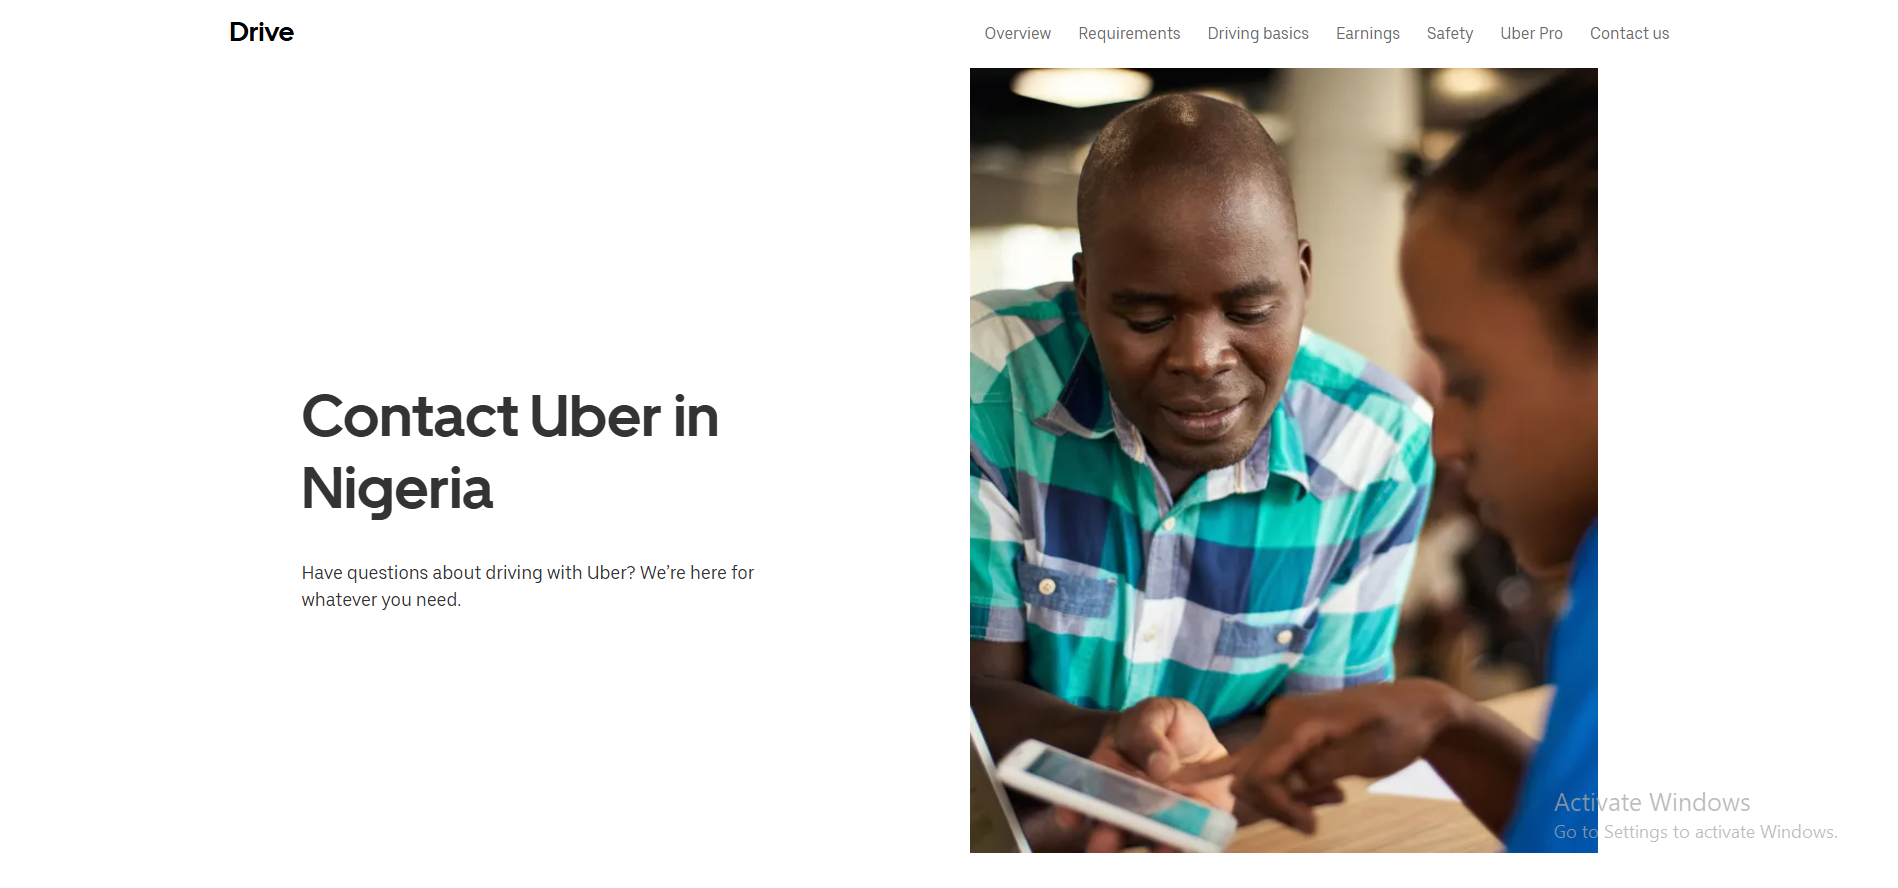 Drive
Overview Requirements Driving basics Earnings Safety Uber Pro Contact us
Contact Uber in
Nigeria
Have questions about driving with Uber? We’re here for
whatever you need.
Activate Windows
Go to Settings to activate Windows.